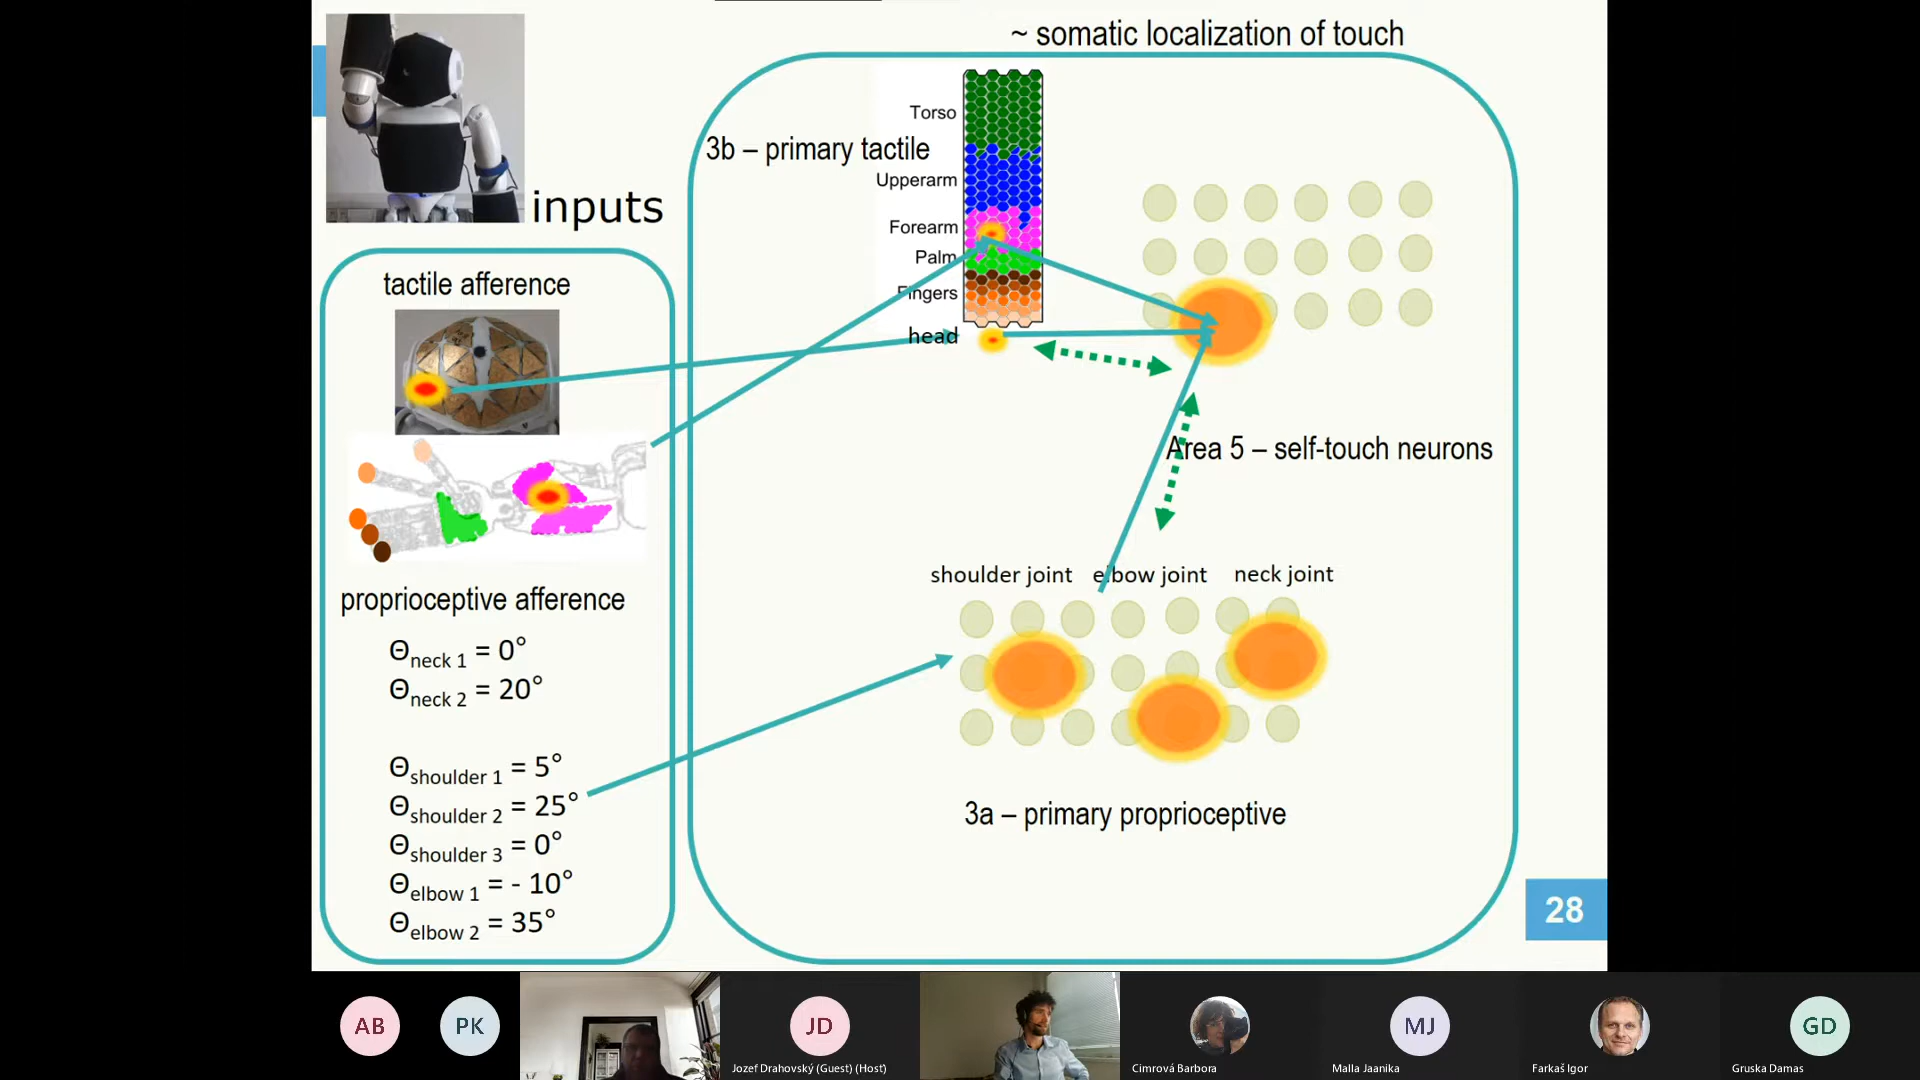 ~ somatic localization of touch
inputs
tactile afference
proprioceptive afference
Θneck 1 = 0°
Θneck 2 = 20°
Θshoulder 1 = 5°
Θshoulder 2 = 25°
Θshoulder 3 = 0°
Θelbow 1 = - 10°
Θelbow 2 = 35°
Torso
3b – primary tactile
Upperarm
Forearm
Palm
Fingers
head
Area 5 – self-touch neurons
shoulder joint elbow joint neck joint
3a – primary proprioceptive
28
AB
PK
JD
Jozef Drahovský (Guest) (Host)
Cimrová Barbora
MJ
Malla Jaanika
Farkaš Igor
GD
Gruska Damas